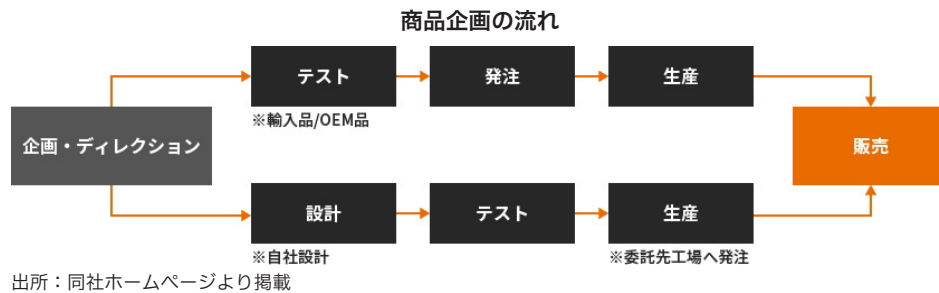 商品企画の流れ
テスト
発注
生産
※輸入品/OEM品
企画・ディレクション
販売
設計
テスト
生産
※自社設計
※委託先工場へ発注
出所：同社ホームページより掲載